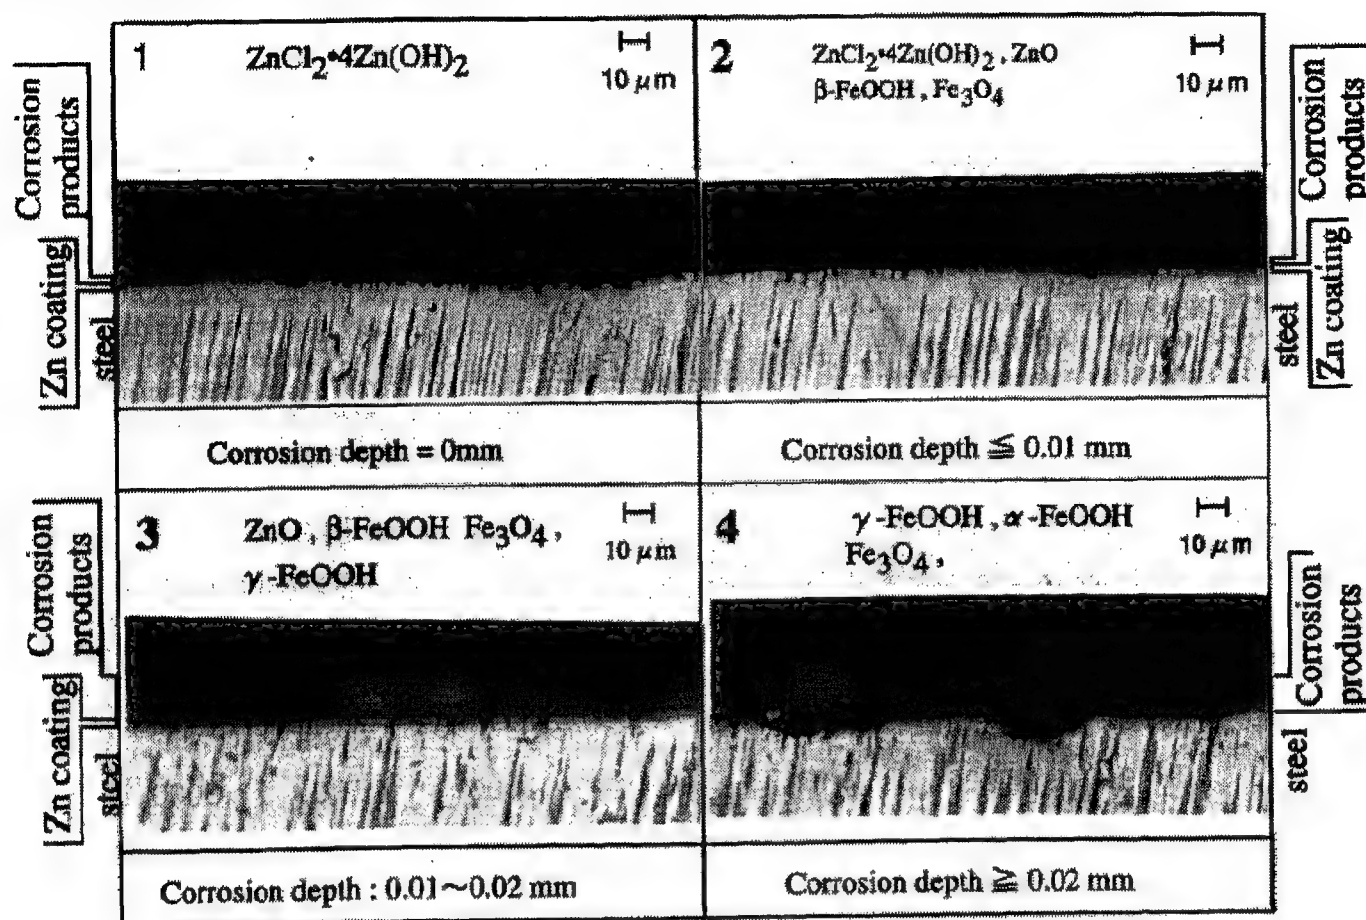 1
ZnCl₂•4Zn(OH)₂
10 μm
2
ZnCl₂•4Zn(OH)₂ , ZnO
β-FeOOH , Fe₃O₄
10 μm
Corrosion
products
Zn coating
steel
Corrosion
products
Zn coating
steel
Corrosion depth = 0mm
Corrosion depth ≦ 0.01 mm
3
ZnO , β-FeOOH Fe₃O₄ ,
γ-FeOOH
10 μm
4
γ-FeOOH , α-FeOOH
Fe₃O₄ ,
10 μm
Corrosion
products
Zn coating
steel
Corrosion
products
steel
Corrosion depth : 0.01～0.02 mm
Corrosion depth ≧ 0.02 mm